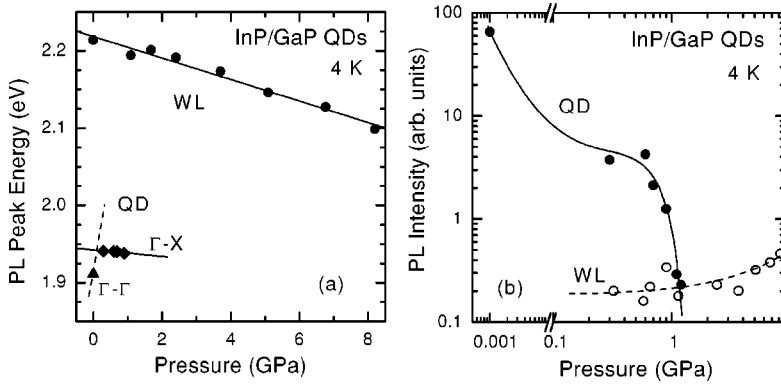 InP/GaP QDs
4 K
WL
QD
Γ-X
Γ-Γ
(a)
2.2
2.1
2.0
1.9
0 2 4 6 8
PL Peak Energy (eV)
Pressure (GPa)
InP/GaP QDs
4 K
QD
WL
(b)
100
10
1
0.1
0.001 0.1 1
PL Intensity (arb. units)
Pressure (GPa)